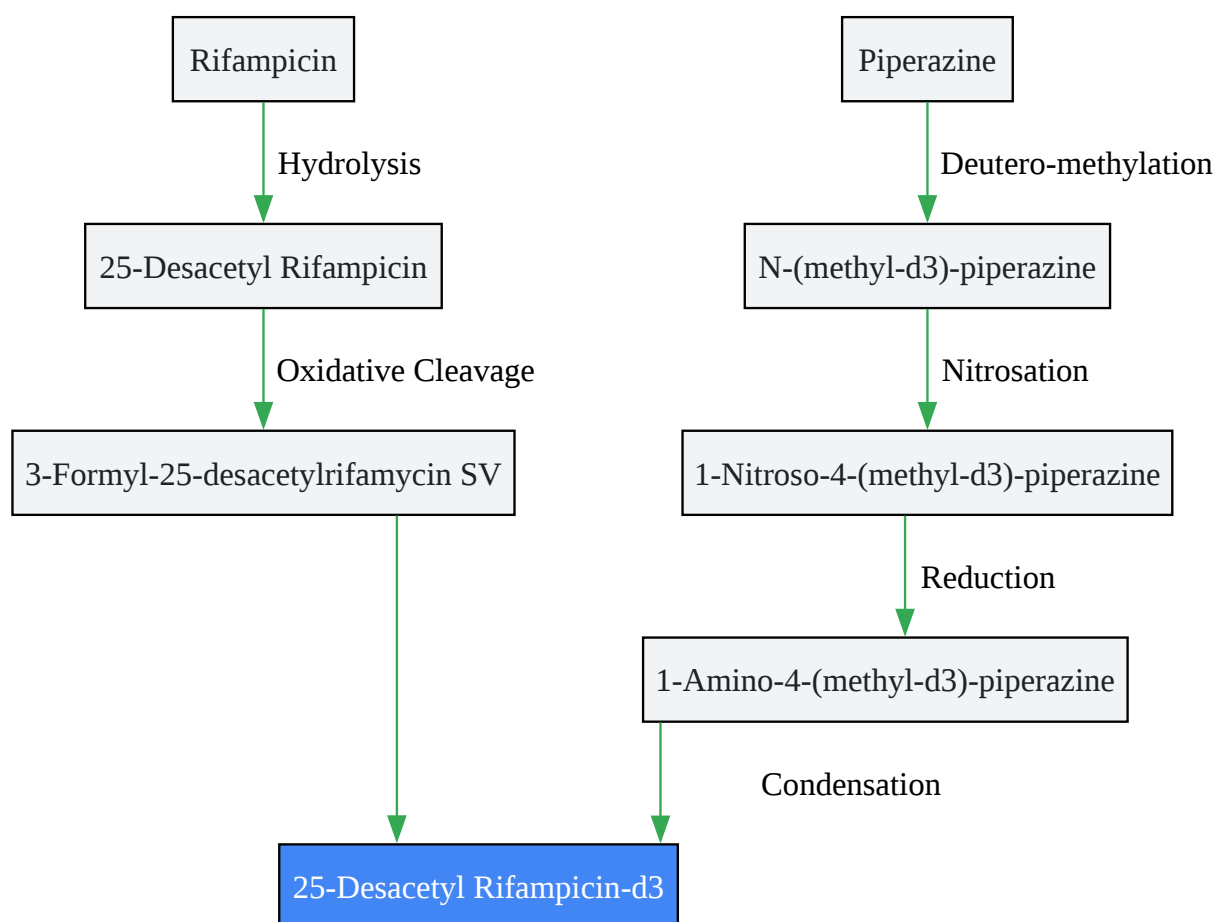 Rifampicin
Piperazine
Hydrolysis
Deutero-methylation
25-Desacetyl Rifampicin
N-(methyl-d3)-piperazine
Oxidative Cleavage
Nitrosation
3-Formyl-25-desacetylrifamycin SV
1-Nitroso-4-(methyl-d3)-piperazine
Reduction
1-Amino-4-(methyl-d3)-piperazine
Condensation
25-Desacetyl Rifampicin-d3